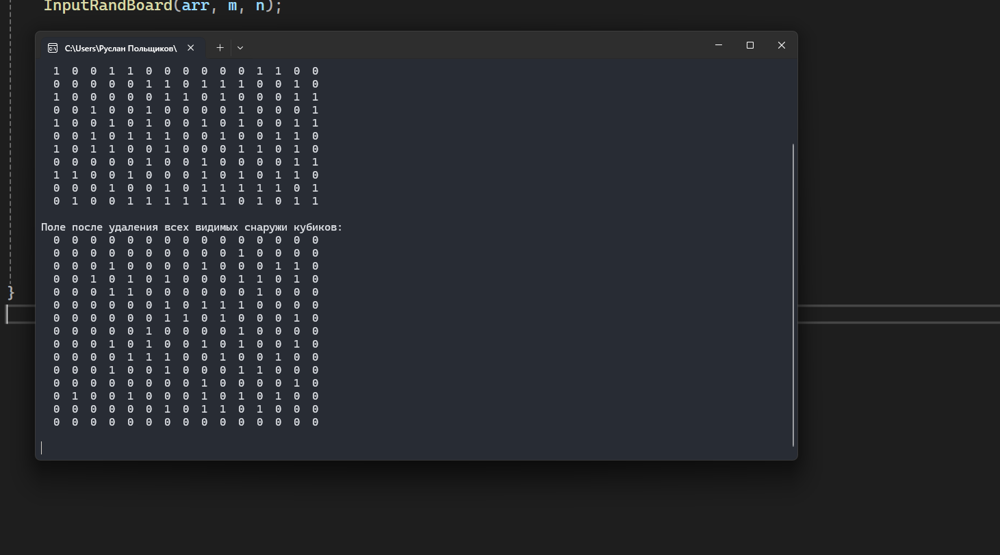 InputRandBoard(arr, m, n);
C:\Users\Руслан Польщиков\
1 0 0 1 1 0 0 0 0 0 0 1 1 0 0
0 0 0 0 0 1 1 0 1 1 1 0 0 1 0
1 0 0 0 0 0 1 1 0 1 0 0 0 1 1
0 0 1 0 0 1 0 0 0 0 1 0 0 0 1
1 0 0 1 0 1 0 0 1 0 1 0 0 1 1
0 0 1 0 1 1 1 0 0 1 0 0 1 1 0
1 0 1 1 0 0 1 0 0 0 1 1 0 1 0
0 0 0 0 0 1 0 0 1 0 0 0 0 1 1
1 1 0 0 1 0 0 0 1 0 1 0 1 1 0
0 0 0 1 0 0 1 0 1 1 1 1 1 0 1
0 1 0 0 1 1 1 1 1 1 0 1 0 1 1
Поле после удаления всех видимых снаружи кубиков:
0 0 0 0 0 0 0 0 0 0 0 0 0 0 0
0 0 0 0 0 0 0 0 0 0 1 0 0 0 0
0 0 0 1 0 0 0 0 1 0 0 0 1 1 0
0 0 1 0 1 0 1 0 0 0 1 1 0 1 0
0 0 0 1 1 0 0 0 0 0 0 1 0 0 0
0 0 0 0 0 0 1 0 1 1 1 0 0 0 0
0 0 0 0 0 0 1 1 0 1 0 0 0 1 0
0 0 0 0 0 1 0 0 0 0 1 0 0 0 0
0 0 0 1 0 1 0 0 1 0 1 0 0 1 0
0 0 0 0 1 1 1 0 0 1 0 0 1 0 0
0 0 0 1 0 0 1 0 0 0 1 1 0 0 0
0 0 0 0 0 0 0 0 1 0 0 0 0 1 0
0 1 0 0 1 0 0 0 1 0 1 0 1 0 0
0 0 0 0 0 0 1 0 1 1 0 1 0 0 0
0 0 0 0 0 0 0 0 0 0 0 0 0 0 0
}